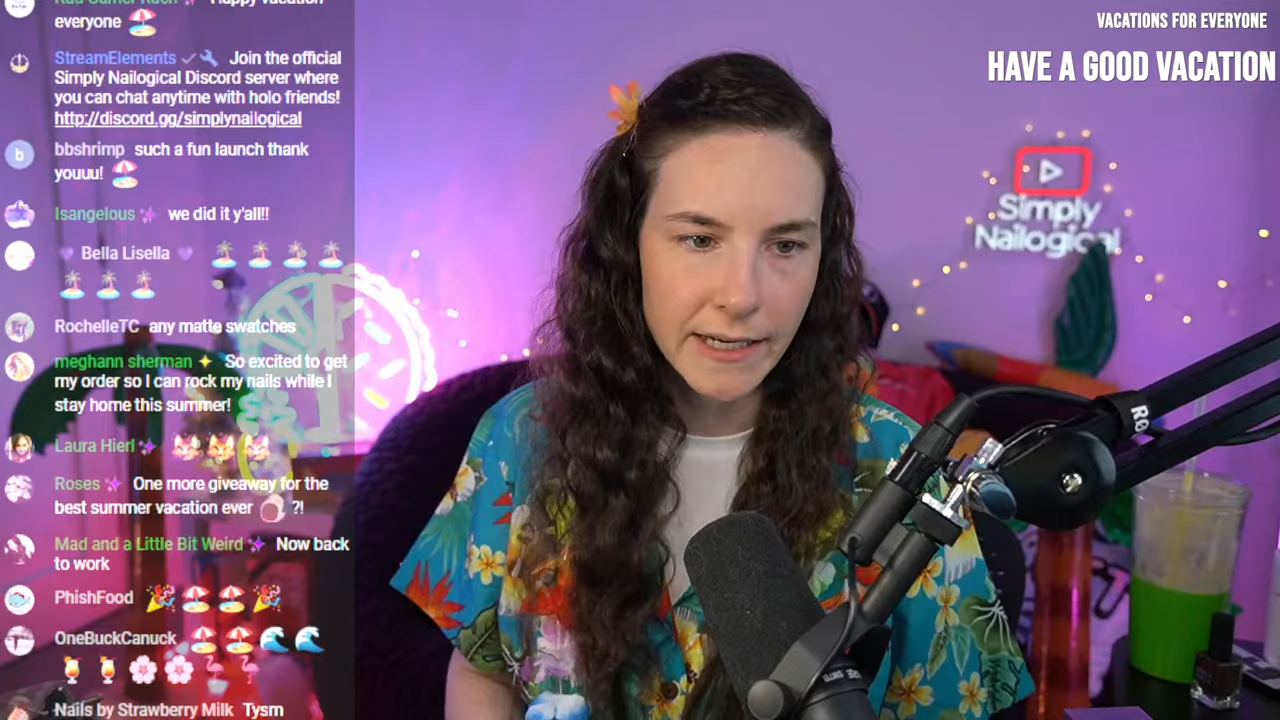 Happy vacation
everyone
StreamElements Join the official
Simply Nailogical Discord server where
you can chat anytime with holo friends!
http://discord.gg/simplynailogical
b
bbshrimp such a fun launch thank
youuu!
Isangelous we did it y'all!!
Bella Lisella
RochelleTC any matte swatches
meghann sherman So excited to get
my order so I can rock my nails while I
stay home this summer!
Laura Hierl
Roses One more giveaway for the
best summer vacation ever ?!
Mad and a Little Bit Weird Now back
to work
PhishFood
OneBuckCanuck
Nails by Strawberry Milk Tysm
VACATIONS FOR EVERYONE
HAVE A GOOD VACATION
Simply
Nailogical